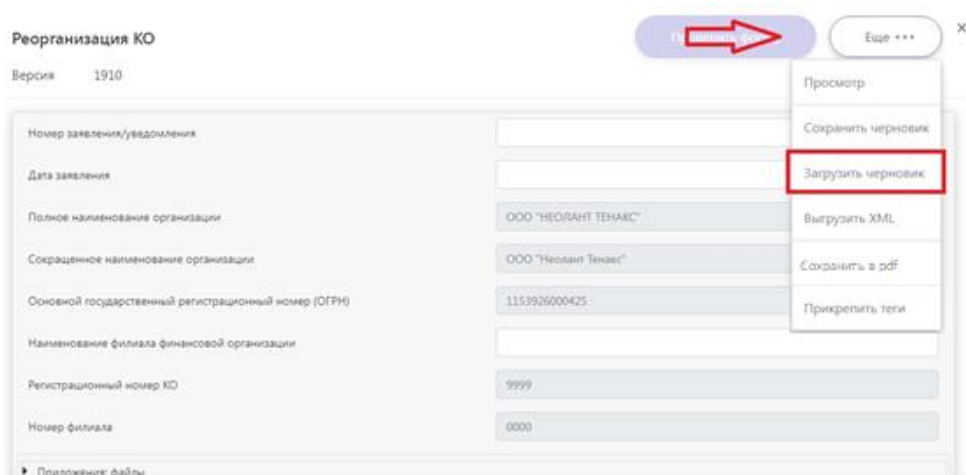 Реорганизация КО
Еще •••
Версия 1910
Просмотр
Номер заявления/уведомления
Сохранить черновик
Дата заявления
Загрузить черновик
Полное наименование организации
ООО "НЕОЛАНТ ТЕНАКС"
Выгрузить XML
Сокращенное наименование организации
ООО "Неолант Тенакс"
Сохранить в pdf
Основной государственный регистрационный номер (ОГРН)
1153926000425
Прикрепить теги
Наименование филиала финансовой организации
Регистрационный номер КО
9999
Номер филиала
0000
Приложения: файлы